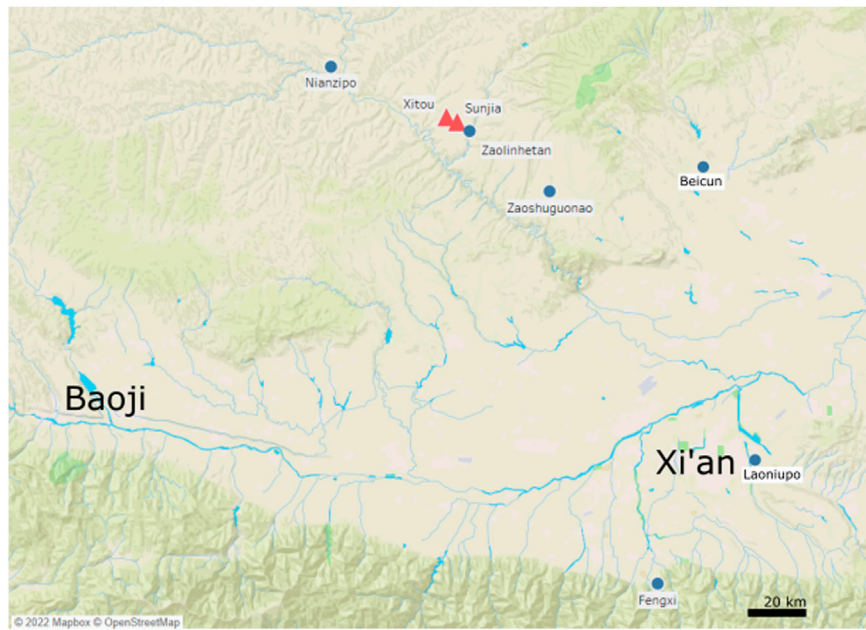 Nianzipo
Xitou
Sunjia
Zaolinhetan
Beicun
Zaoshuguonao
Baoji
Xi'an
Laoniupo
Fengxi
20 km
© 2022 Mapbox © OpenStreetMap